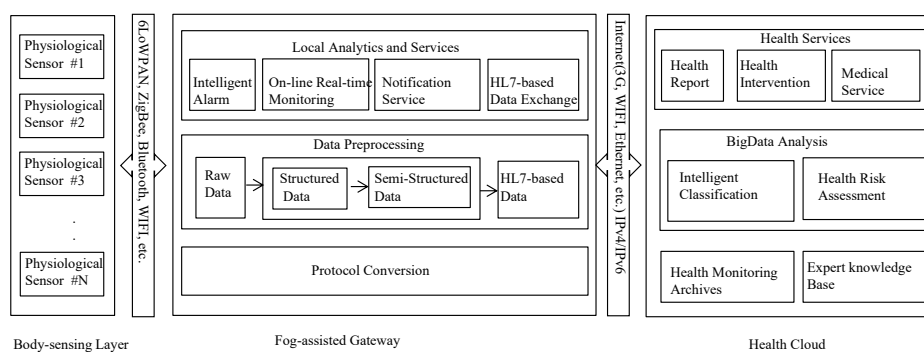 Physiological
Sensor #1
Physiological
Sensor #2
Physiological
Sensor #3
.
.
Physiological
Sensor #N
Body-sensing Layer
6LoWPAN, ZigBee, Bluetooth, WIFI, etc.
Local Analytics and Services
Intelligent
Alarm
On-line Real-time
Monitoring
Notification
Service
HL7-based
Data Exchange
Data Preprocessing
Raw
Data
Structured
Data
Semi-Structured
Data
HL7-based
Data
Protocol Conversion
Fog-assisted Gateway
Internet(3G, WIFI, Ethernet, etc.) IPv4/IPv6
Health Services
Health
Report
Health
Intervention
Medical
Service
BigData Analysis
Intelligent
Classification
Health Risk
Assessment
Health Monitoring
Archives
Expert knowledge
Base
Health Cloud